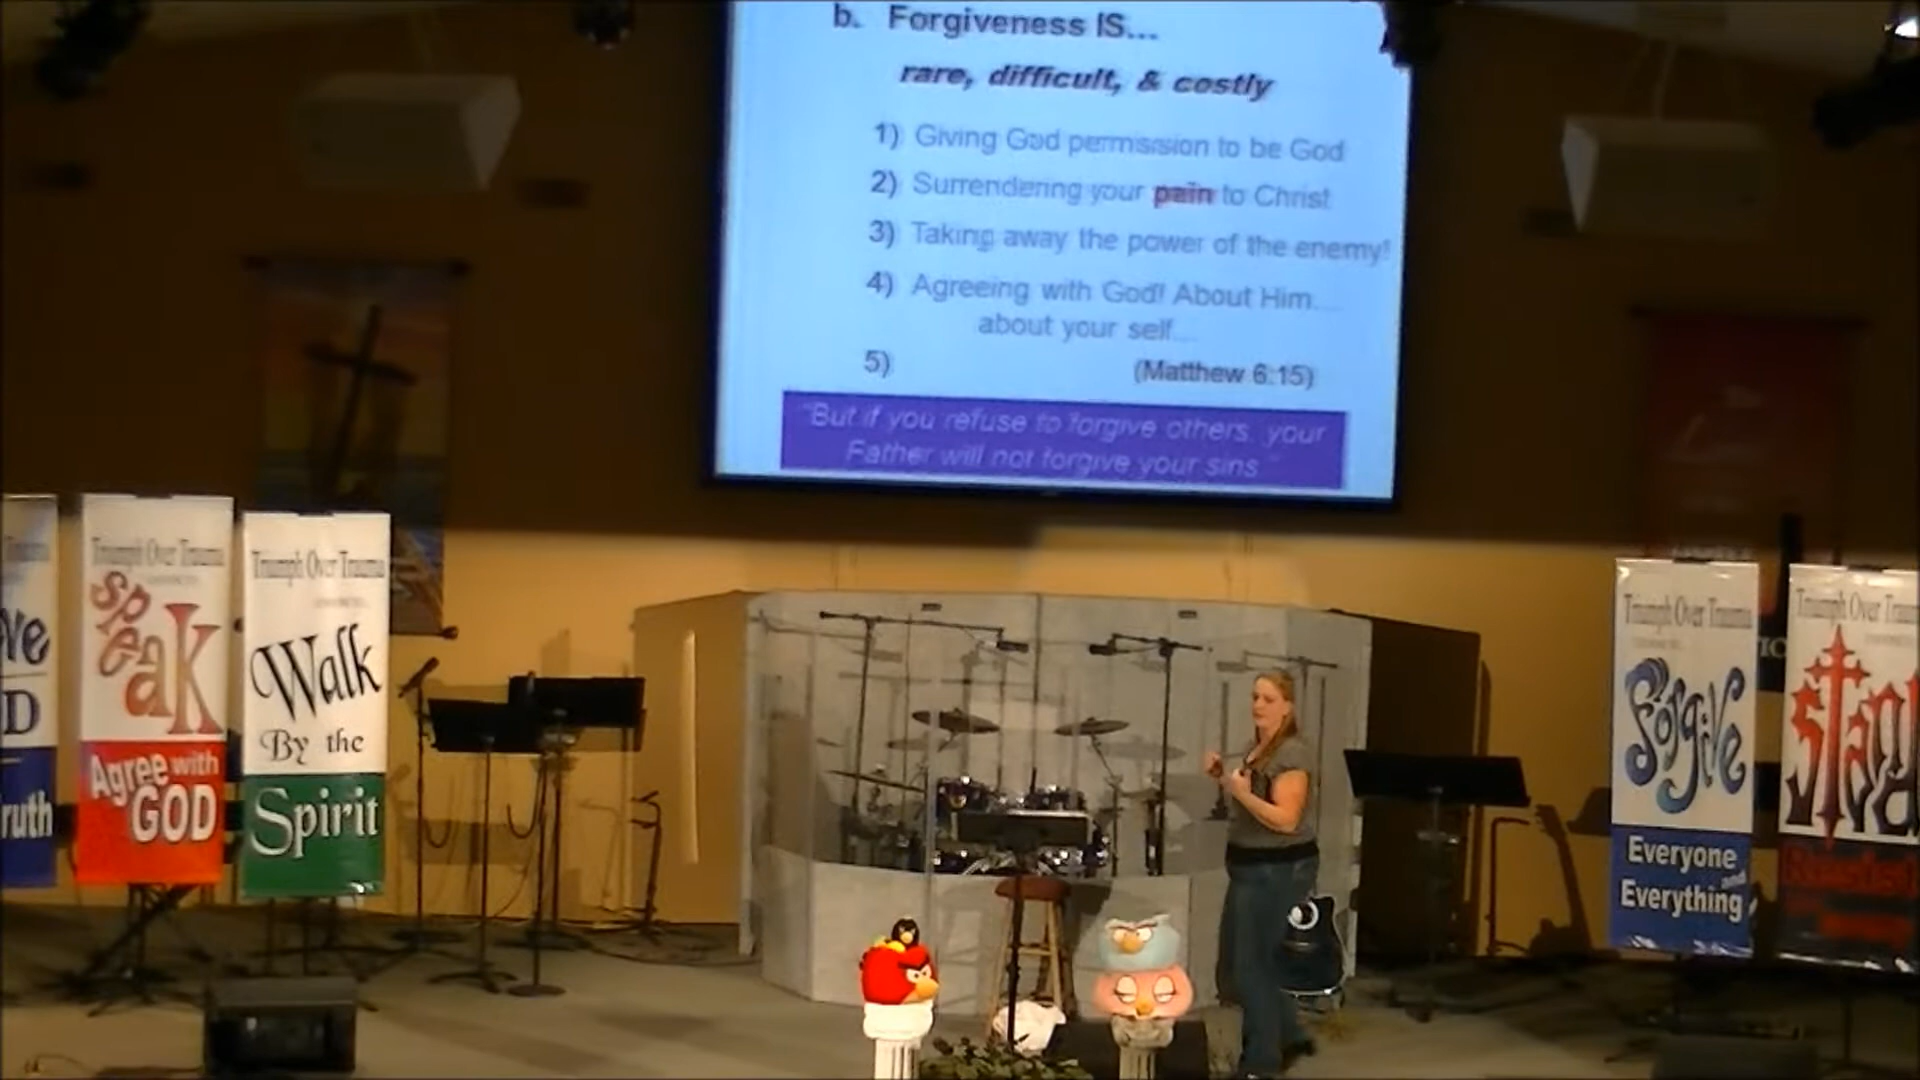 b. Forgiveness IS...
rare, difficult, & costly
1) Giving God permission to be God
2) Surrendering your pain to Christ
3) Taking away the power of the enemy!
4) Agreeing with God! About Him...
about your self...
5) (Matthew 6:15)
"But if you refuse to forgive others, your
Father will not forgive your sins."
ve
D
ruth
Triumph Over Trauma
speak
Agree with
GOD
Triumph Over Trauma
Walk
By the
Spirit
Triumph Over Trauma
Forgive
Everyone
and
Everything
Triumph Over Trau
Stand
Resist